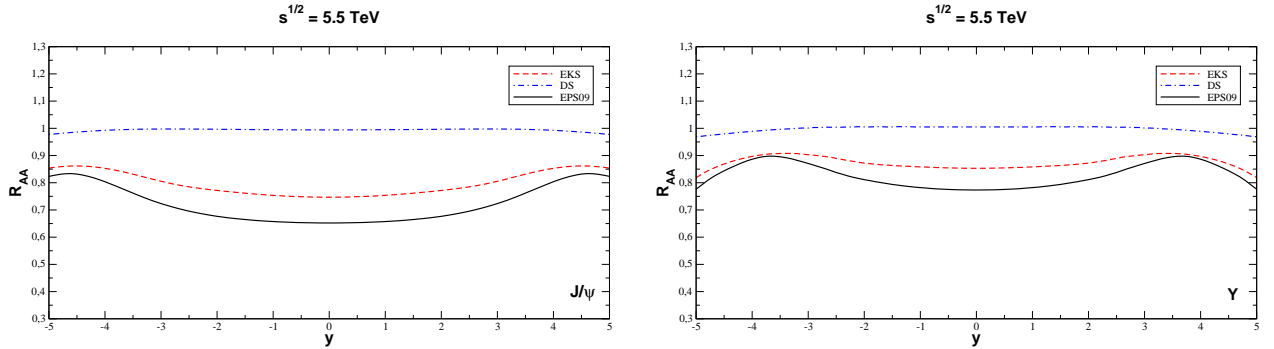 s^1/2 = 5.5 TeV
1,3
1,2
1,1
1
0,9
0,8
0,7
0,6
0,5
0,4
0,3
R_AA
EKS
DS
EPS09
J/ψ
-5 -4 -3 -2 -1 0 1 2 3 4 5
y
s^1/2 = 5.5 TeV
1,3
1,2
1,1
1
0,9
0,8
0,7
0,6
0,5
0,4
0,3
R_AA
EKS
DS
EPS09
Y
-5 -4 -3 -2 -1 0 1 2 3 4 5
y